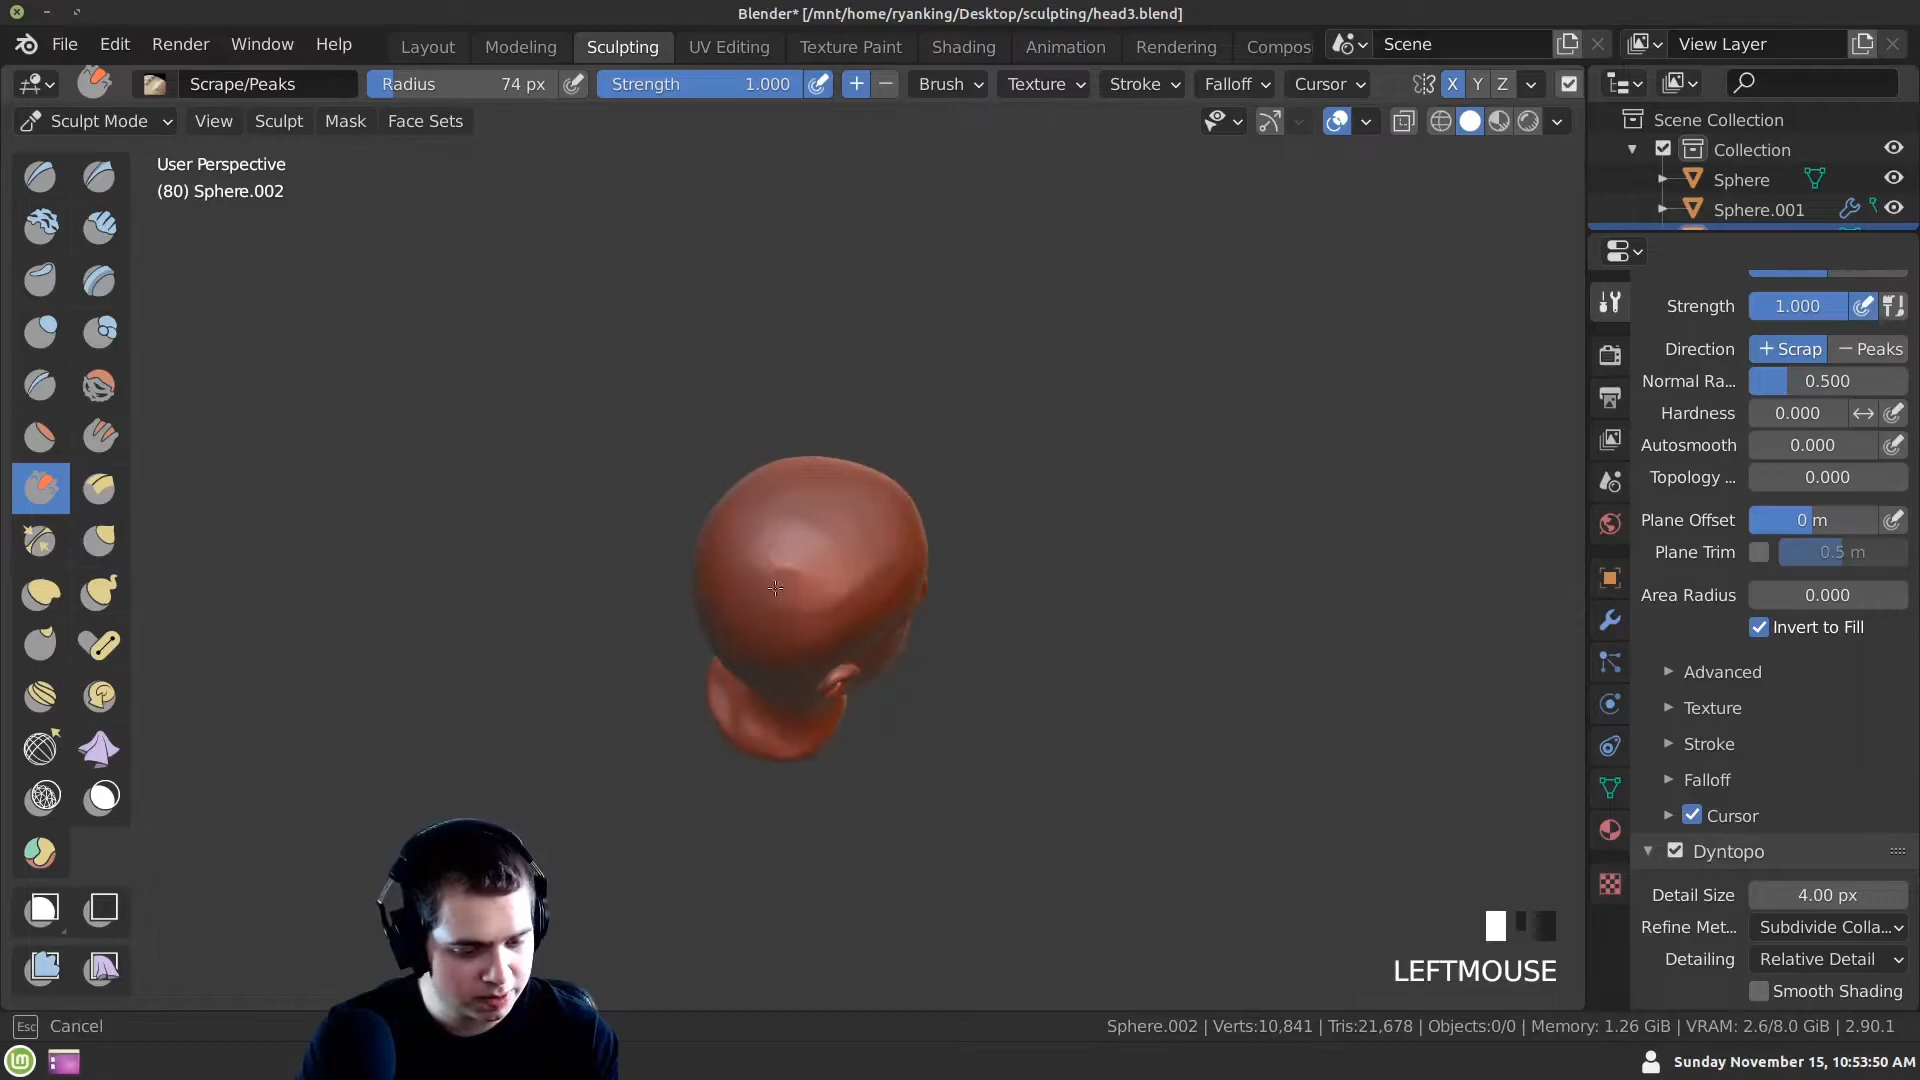 Blender* [/mnt/home/ryanking/Desktop/sculpting/head3.blend]
File Edit Render Window Help
Layout Modeling Sculpting UV Editing Texture Paint Shading Animation Rendering Compos
Scene
View Layer
Scrape/Peaks
Radius 74 px
Strength 1.000
Brush Texture Stroke Falloff Cursor
X Y Z
Sculpt Mode View Sculpt Mask Face Sets
User Perspective
(80) Sphere.002
Scene Collection
Collection
Sphere
Sphere.001
Strength 1.000
Direction + Scrap − Peaks
Normal Ra... 0.500
Hardness 0.000
Autosmooth 0.000
Topology ... 0.000
Plane Offset 0 m
Plane Trim 0.5 m
Area Radius 0.000
Invert to Fill
Advanced
Texture
Stroke
Falloff
Cursor
Dyntopo
Detail Size 4.00 px
Refine Met... Subdivide Colla...
Detailing Relative Detail
Smooth Shading
LEFTMOUSE
Esc Cancel
Sphere.002 | Verts:10,841 | Tris:21,678 | Objects:0/0 | Memory: 1.26 GiB | VRAM: 2.6/8.0 GiB | 2.90.1
Sunday November 15, 10:53:50 AM